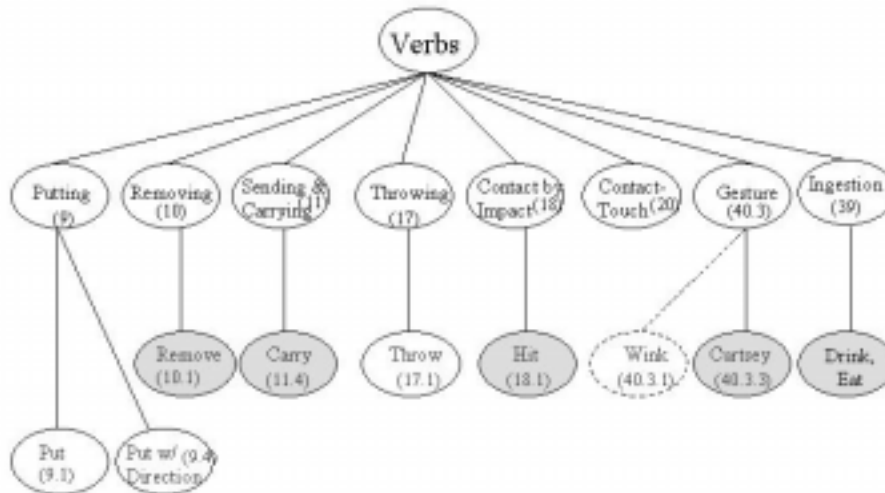 Verbs
Putting
(9)
Removing
(10)
Sending &
Carrying (11)
Throwing
(17)
Contact by
Impact (18)
Contact-
Touch (20)
Gesture
(40.3)
Ingestion
(39)
Remove
(10.1)
Carry
(11.4)
Throw
(17.1)
Hit
(18.1)
Wink
(40.3.1)
Curtsey
(40.3.3)
Drink,
Eat
Put
(9.1)
Put w/ (9.4)
Direction